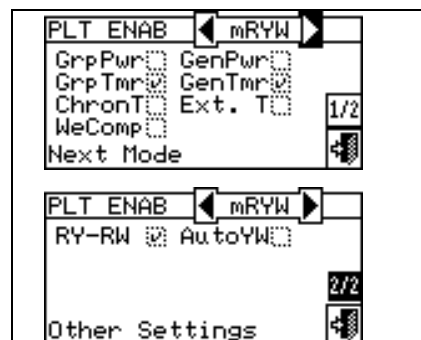 PLT ENAB mRYW
GrpPwr GenPwr
GrpTmr GenTmr
ChronT Ext. T
1/2
WeComp
Next Mode
PLT ENAB mRYW
RY-RW AutoYW
2/2
Other Settings